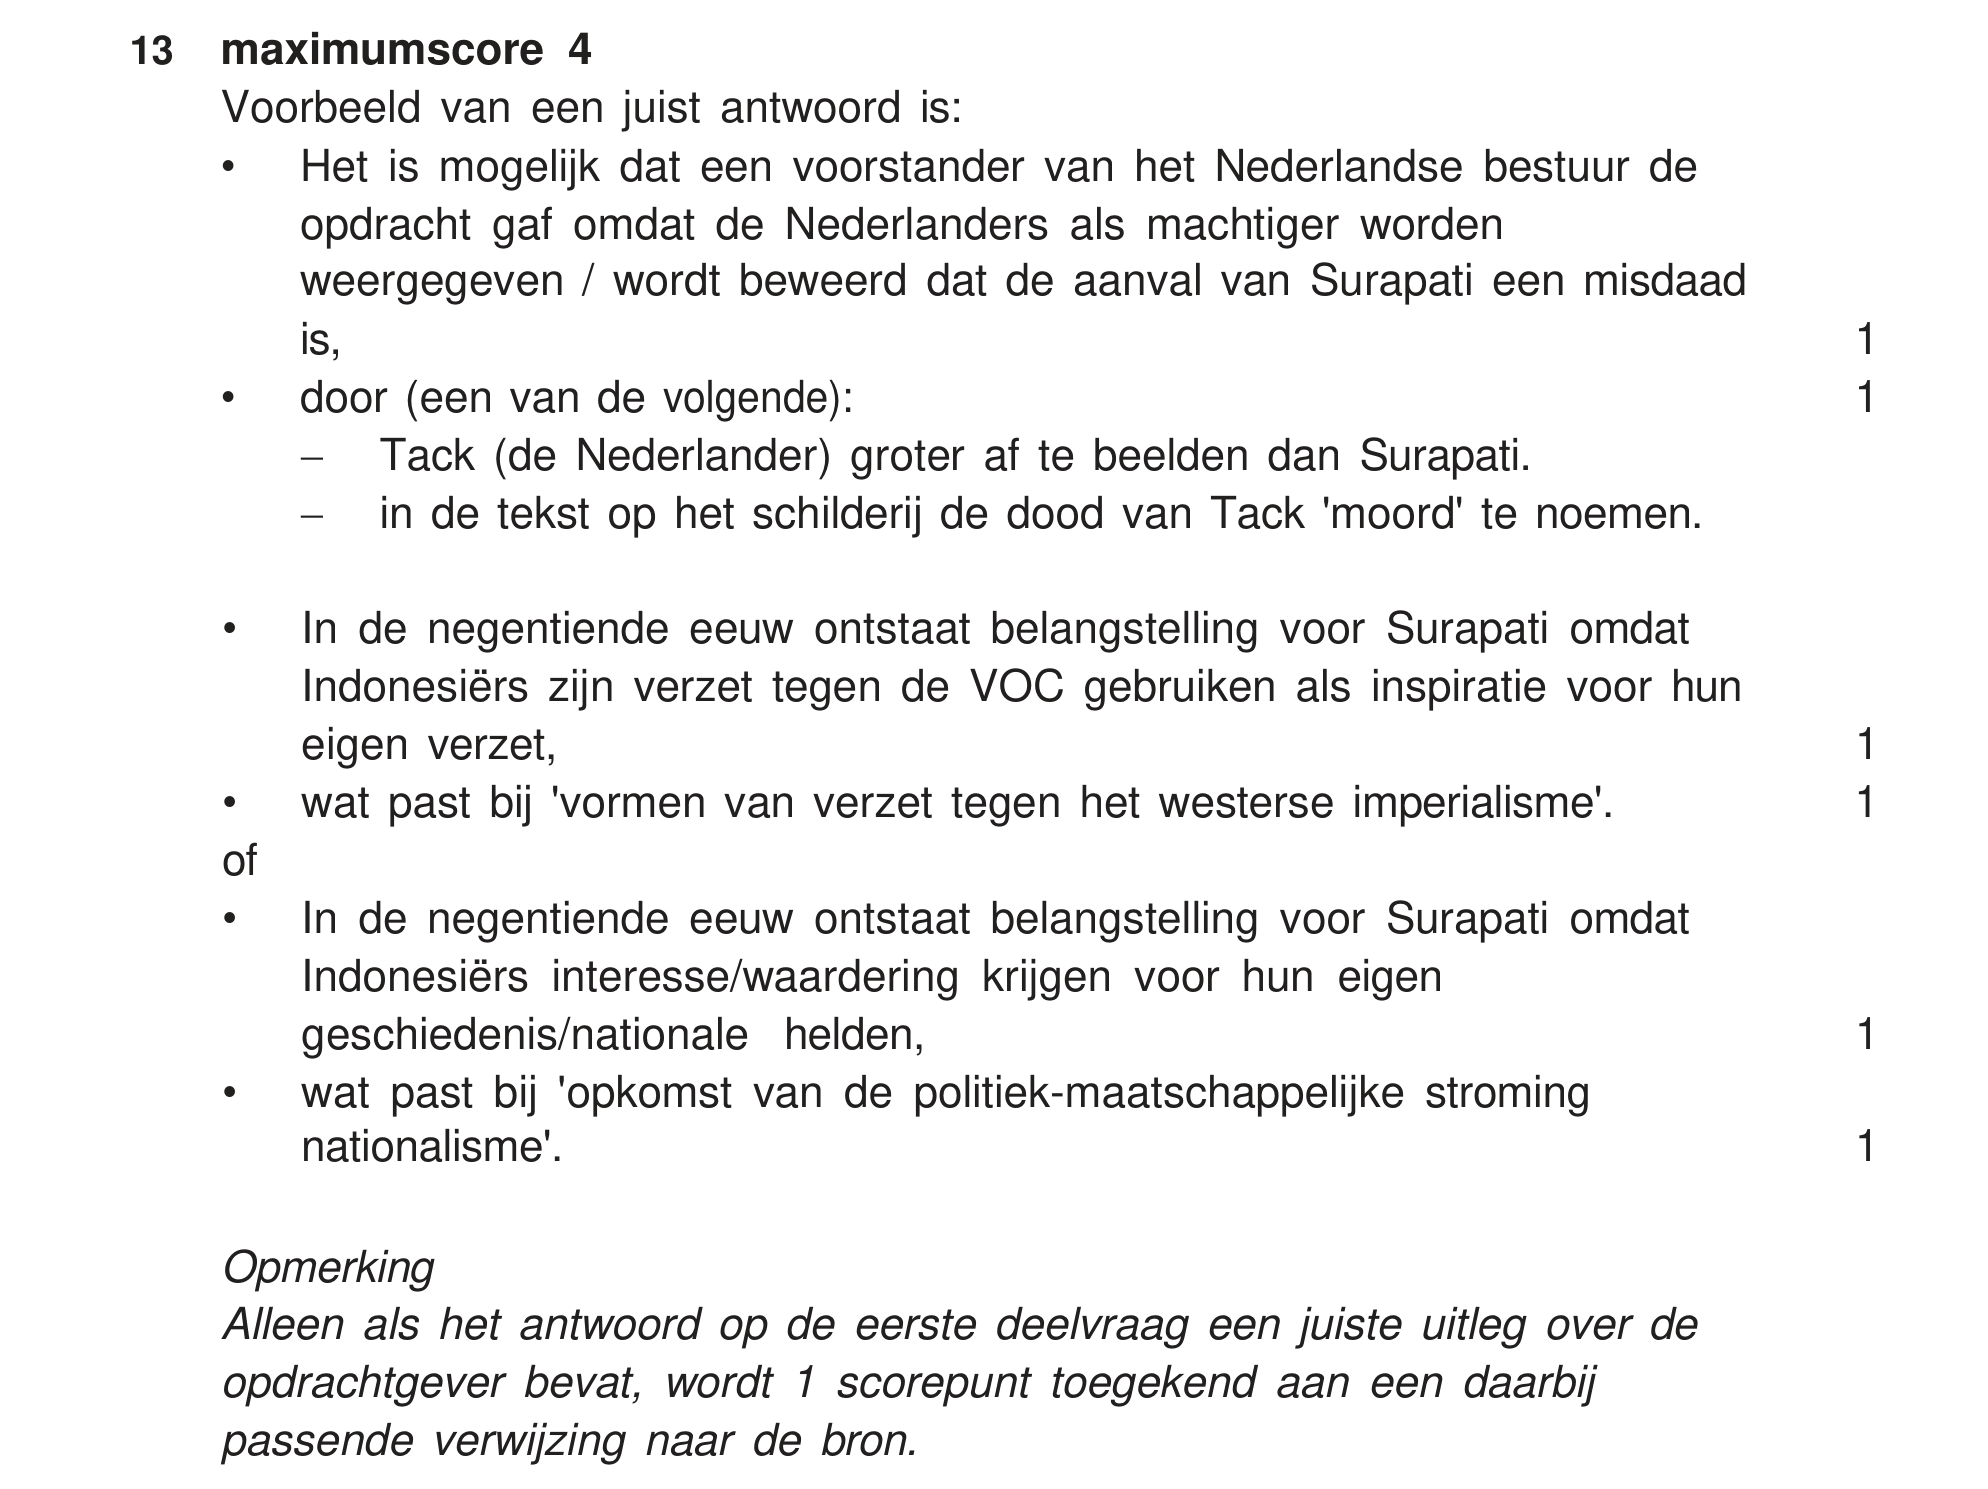 13 maximumscore 4
Voorbeeld van een juist antwoord is:
• Het is mogelijk dat een voorstander van het Nederlandse bestuur de
opdracht gaf omdat de Nederlanders als machtiger worden
weergegeven / wordt beweerd dat de aanval van Surapati een misdaad
is, 1
• door (een van de volgende): 1
– Tack (de Nederlander) groter af te beelden dan Surapati.
– in de tekst op het schilderij de dood van Tack 'moord' te noemen.
• In de negentiende eeuw ontstaat belangstelling voor Surapati omdat
Indonesiërs zijn verzet tegen de VOC gebruiken als inspiratie voor hun
eigen verzet, 1
• wat past bij 'vormen van verzet tegen het westerse imperialisme'. 1
of
• In de negentiende eeuw ontstaat belangstelling voor Surapati omdat
Indonesiërs interesse/waardering krijgen voor hun eigen
geschiedenis/nationale helden, 1
• wat past bij 'opkomst van de politiek-maatschappelijke stroming
nationalisme'. 1
Opmerking
Alleen als het antwoord op de eerste deelvraag een juiste uitleg over de
opdrachtgever bevat, wordt 1 scorepunt toegekend aan een daarbij
passende verwijzing naar de bron.